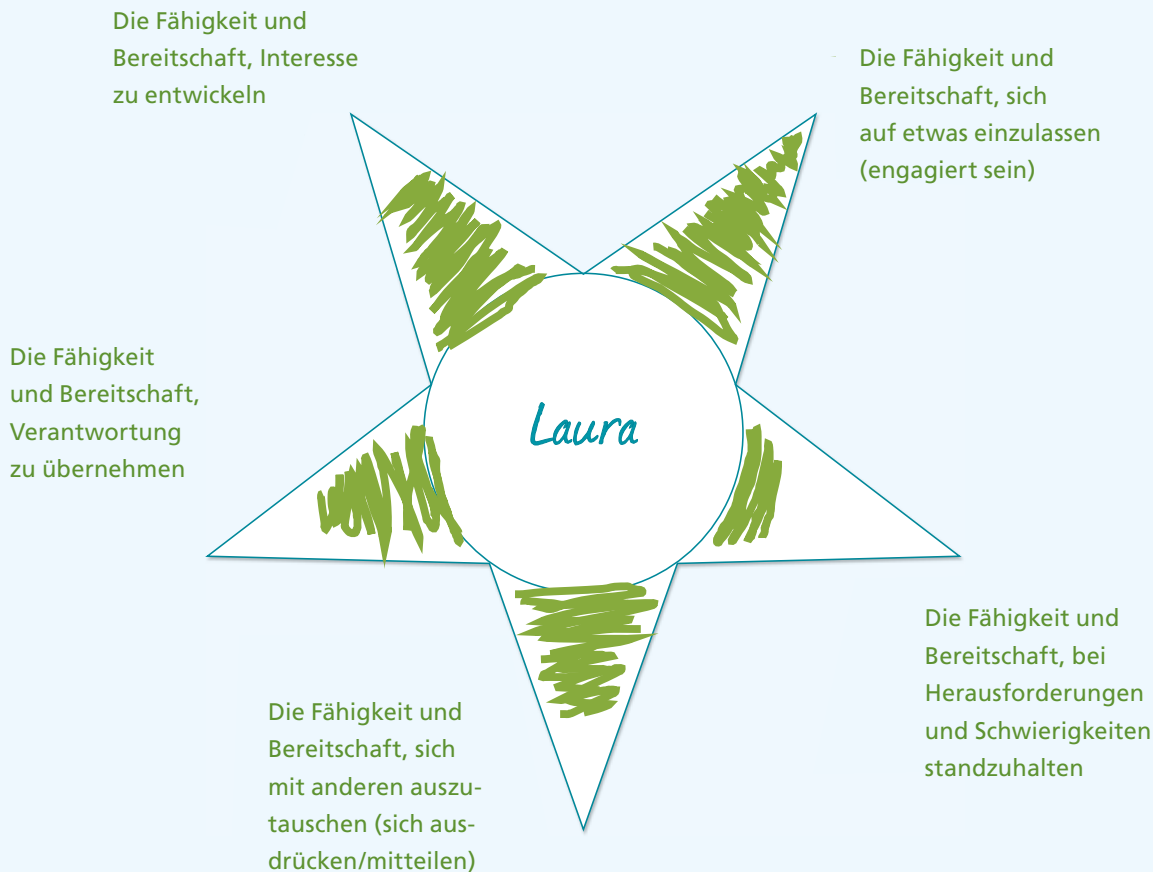 Die Fähigkeit und
Bereitschaft, Interesse
zu entwickeln
Die Fähigkeit und
Bereitschaft, sich
auf etwas einzulassen
(engagiert sein)
Die Fähigkeit
und Bereitschaft,
Verantwortung
zu übernehmen
Laura
Die Fähigkeit und
Bereitschaft, bei
Herausforderungen
und Schwierigkeiten
standzuhalten
Die Fähigkeit und
Bereitschaft, sich
mit anderen auszu-
tauschen (sich aus-
drücken/mitteilen)